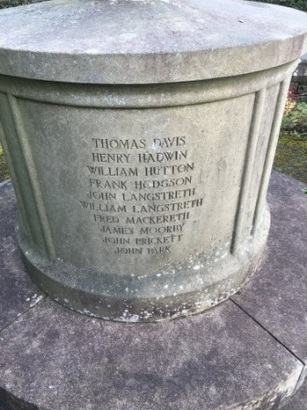 THOMAS DAVIS
HENRY HADWIN
WILLIAM HUTTON
FRANK HODGSON
JOHN LANGSTRETH
WILLIAM LANGSTRETH
FRED MACKERETH
JAMES MOORBY
JOHN PRICKETT
JOHN PARK